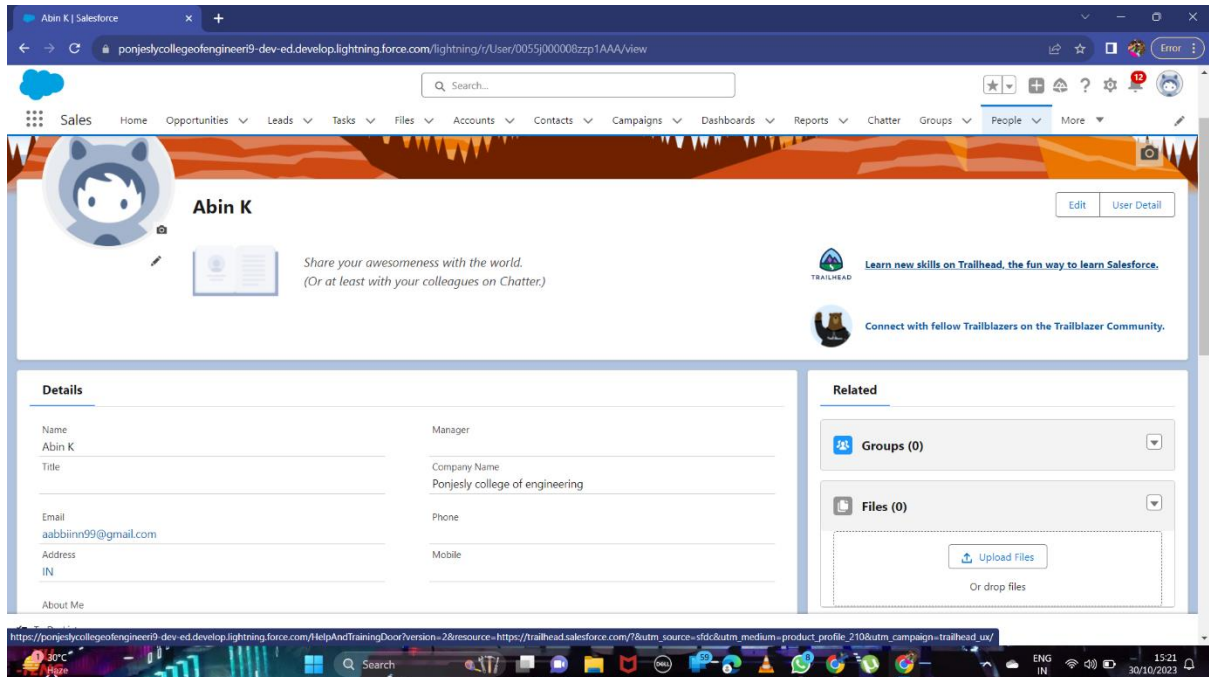 Abin K | Salesforce
ponjeslycollegeofengineeri9-dev-ed.develop.lightning.force.com/lightning/r/User/0055j000008zzp1AAA/view
Error
Search...
12
Sales Home Opportunities Leads Tasks Files Accounts Contacts Campaigns Dashboards Reports Chatter Groups People More
Abin K
Edit User Detail
Share your awesomeness with the world.
(Or at least with your colleagues on Chatter.)
TRAILHEAD
Learn new skills on Trailhead, the fun way to learn Salesforce.
Connect with fellow Trailblazers on the Trailblazer Community.
Details
Name
Abin K
Manager
Title
Company Name
Ponjesly college of engineering
Email
aabbiinn99@gmail.com
Phone
Address
IN
Mobile
About Me
Related
Groups (0)
Files (0)
Upload Files
Or drop files
https://ponjeslycollegeofengineeri9-dev-ed.develop.lightning.force.com/HelpAndTrainingDoor?version=2&resource=https://trailhead.salesforce.com/?&utm_source=sfdc&utm_medium=product_profile_210&utm_campaign=trailhead_ux/
1
30°C
Haze
Search
DELL
59
8
ENG
IN
15:21
30/10/2023